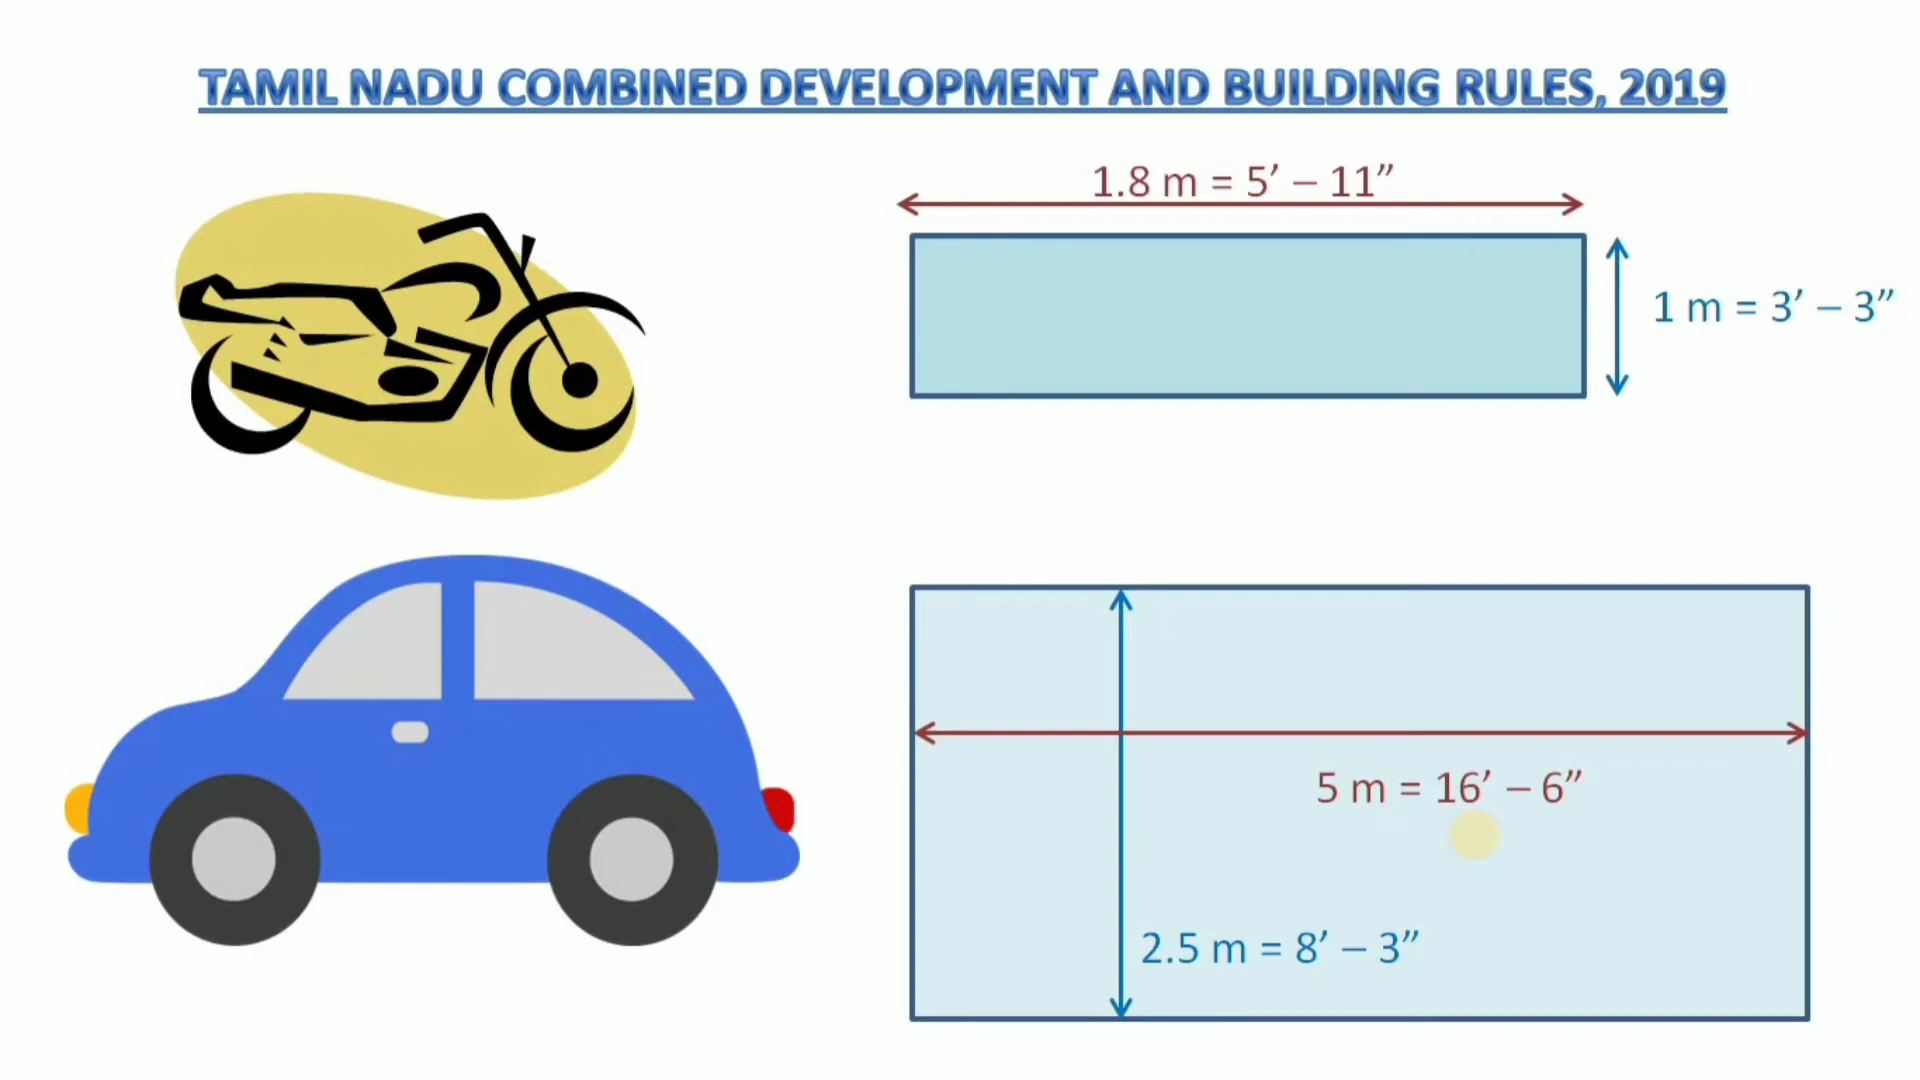 TAMIL NADU COMBINED DEVELOPMENT AND BUILDING RULES, 2019
1.8 m = 5’ – 11”
1 m = 3’ – 3”
5 m = 16’ – 6”
2.5 m = 8’ – 3”